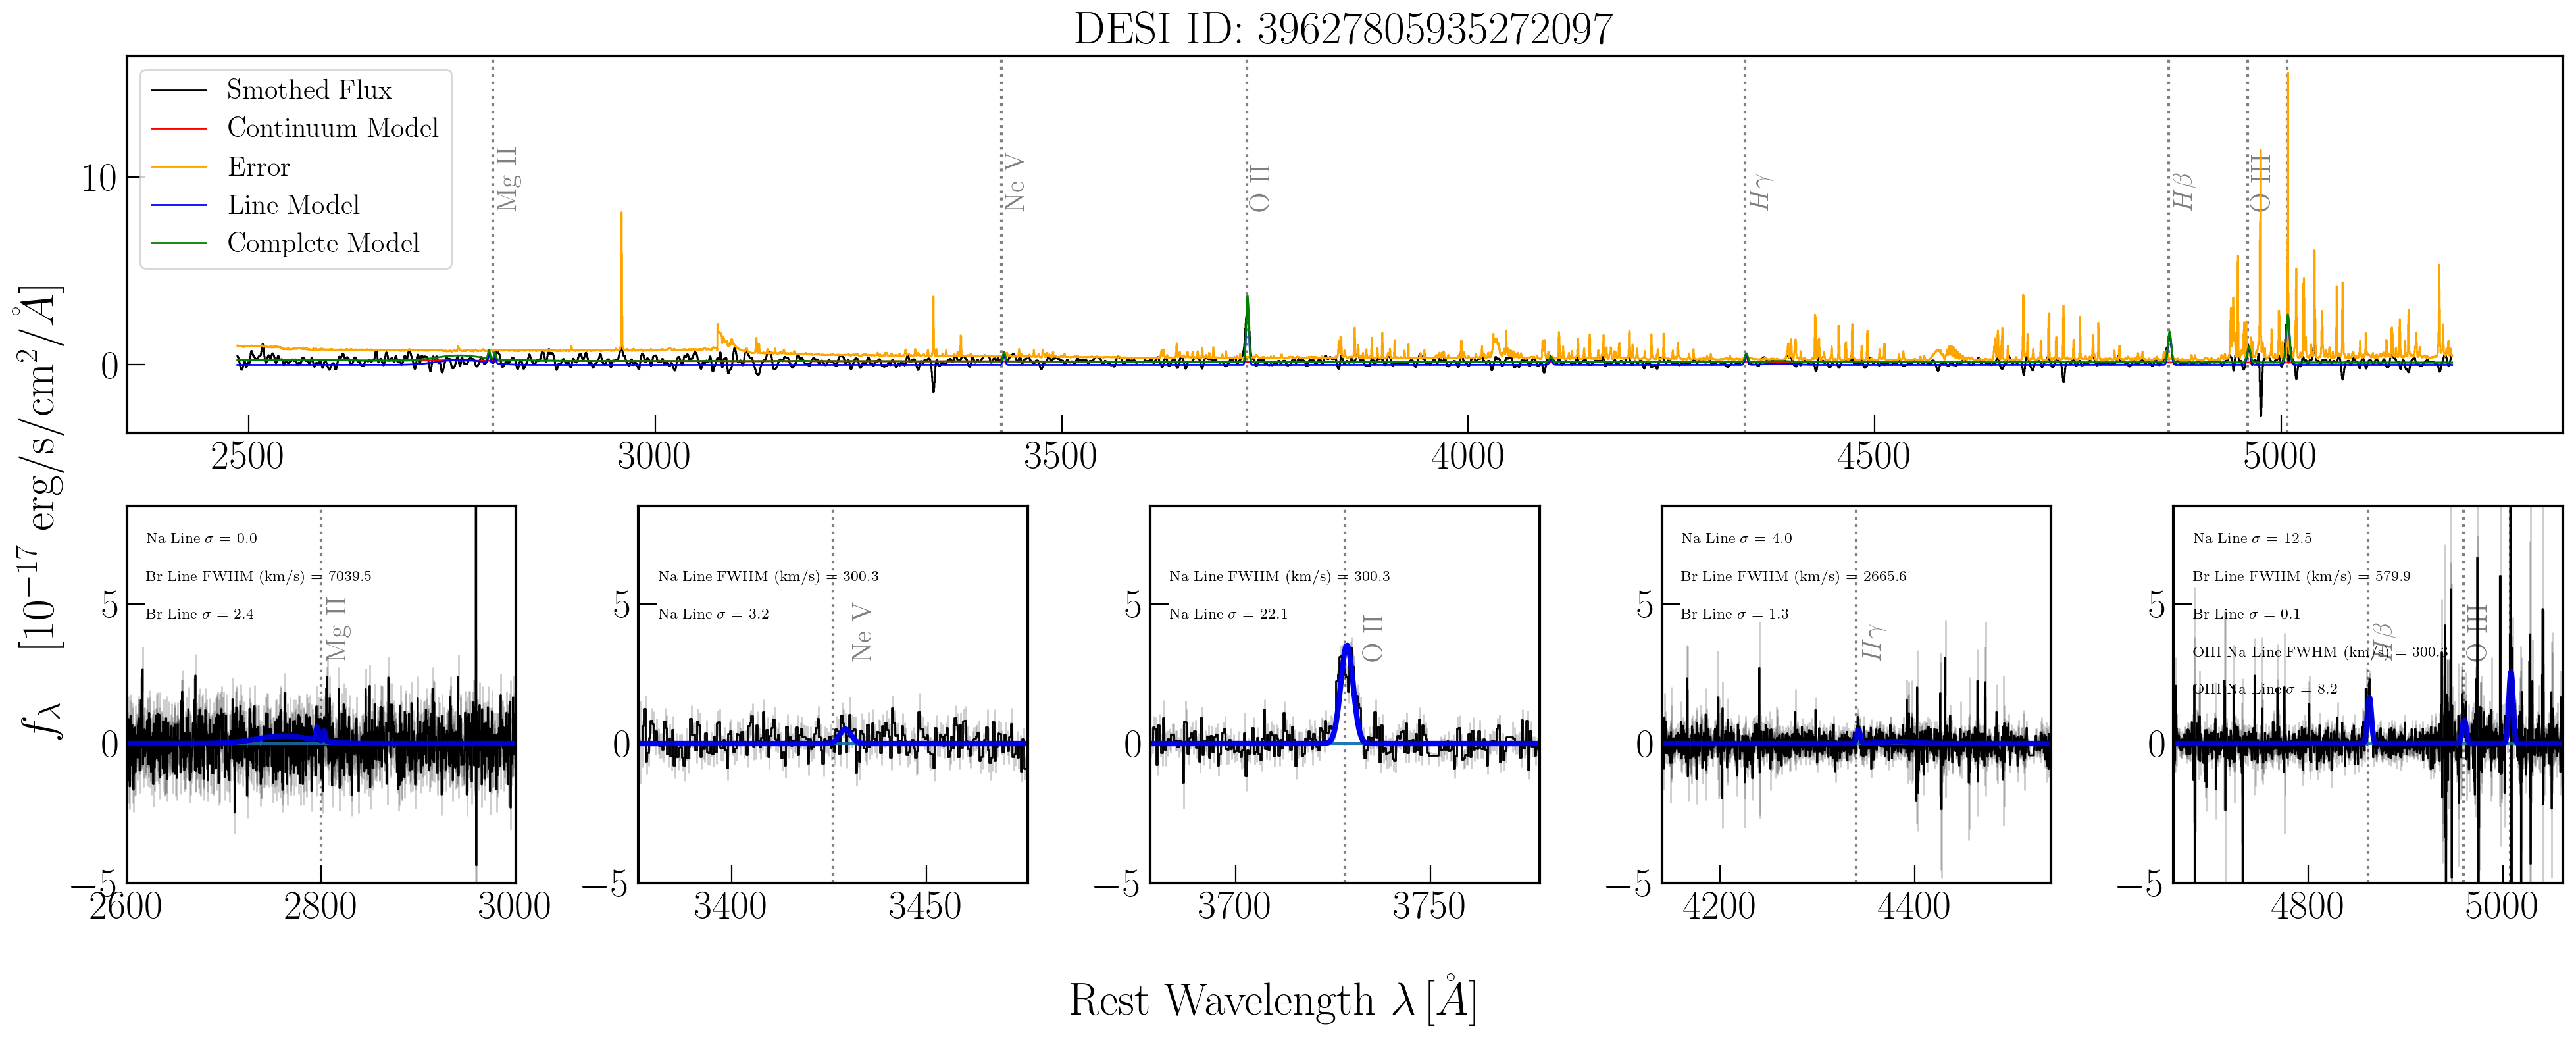 DESI ID: 39627805935272097
Smothed Flux
Continuum Model
Error
Line Model
Complete Model
Mg II
Ne V
O II
Hγ
Hβ
O III
10
0
2500 3000 3500 4000 4500 5000
f_λ [10^−17 erg/s/cm^2/Å]
Na Line σ = 0.0
Br Line FWHM (km/s) = 7039.5
Br Line σ = 2.4
Mg II
5
0
−5
2600 2800 3000
Na Line FWHM (km/s) = 300.3
Na Line σ = 3.2
Ne V
5
0
−5
3400 3450
Na Line FWHM (km/s) = 300.3
Na Line σ = 22.1
O II
5
0
−5
3700 3750
Na Line σ = 4.0
Br Line FWHM (km/s) = 2665.6
Br Line σ = 1.3
Hγ
5
0
−5
4200 4400
Na Line σ = 12.5
Br Line FWHM (km/s) = 579.9
Br Line σ = 0.1
OIII Na Line FWHM (km/s) = 300.3
OIII Na Line σ = 8.2
Hβ
O III
5
0
−5
4800 5000
Rest Wavelength λ [Å]